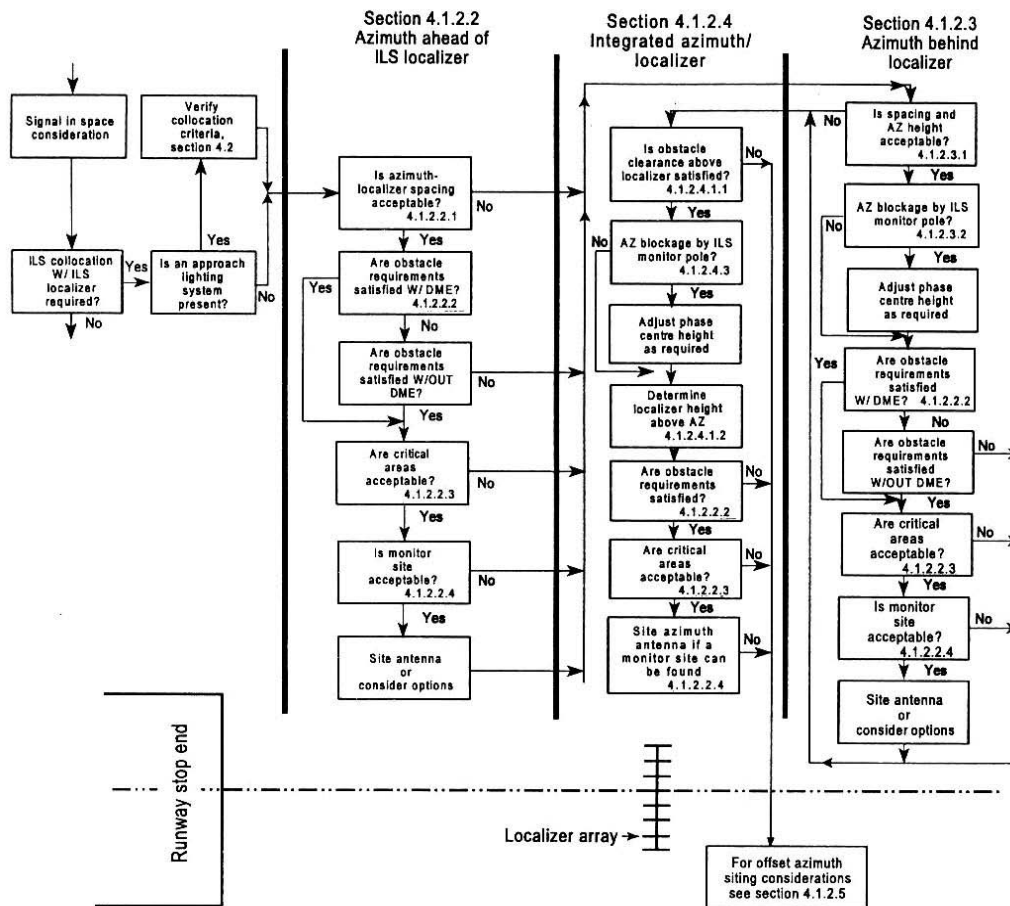 Section 4.1.2.2
Azimuth ahead of
ILS localizer
Section 4.1.2.4
Integrated azimuth/
localizer
Section 4.1.2.3
Azimuth behind
localizer
Signal in space
consideration
Verify
collocation
criteria,
section 4.2
ILS collocation
W/ ILS
localizer
required?
Yes
No
Is an approach
lighting
system
present?
Yes
No
Is azimuth-
localizer spacing
acceptable?
4.1.2.2.1
No
Yes
Are obstacle
requirements
satisfied W/ DME?
4.1.2.2.2
Yes
No
Are obstacle
requirements
satisfied W/OUT
DME?
No
Yes
Are critical
areas
acceptable?
4.1.2.2.3
No
Yes
Is monitor
site
acceptable?
4.1.2.2.4
No
Yes
Site antenna
or
consider options
Is obstacle
clearance above
localizer satisfied?
4.1.2.4.1.1
No
Yes
AZ blockage by ILS
monitor pole?
4.1.2.4.3
No
Yes
Adjust phase
centre height
as required
Determine
localizer height
above AZ
4.1.2.4.1.2
Are obstacle
requirements
satisfied?
4.1.2.2.2
No
Yes
Are critical
areas
acceptable?
4.1.2.2.3
No
Yes
Site azimuth
antenna if a
monitor site can
be found
4.1.2.2.4
No
Is spacing and
AZ height
acceptable?
4.1.2.3.1
No
Yes
AZ blockage by ILS
monitor pole?
4.1.2.3.2
No
Yes
Adjust phase
centre height
as required
Are obstacle
requirements
satisfied
W/ DME? 4.1.2.2.2
Yes
No
Are obstacle
requirements
satisfied
W/OUT DME?
No
Yes
Are critical
areas
acceptable?
4.1.2.2.3
No
Yes
Is monitor
site
acceptable?
4.1.2.2.4
No
Yes
Site antenna
or
consider options
Runway stop end
Localizer array
For offset azimuth
siting considerations
see section 4.1.2.5